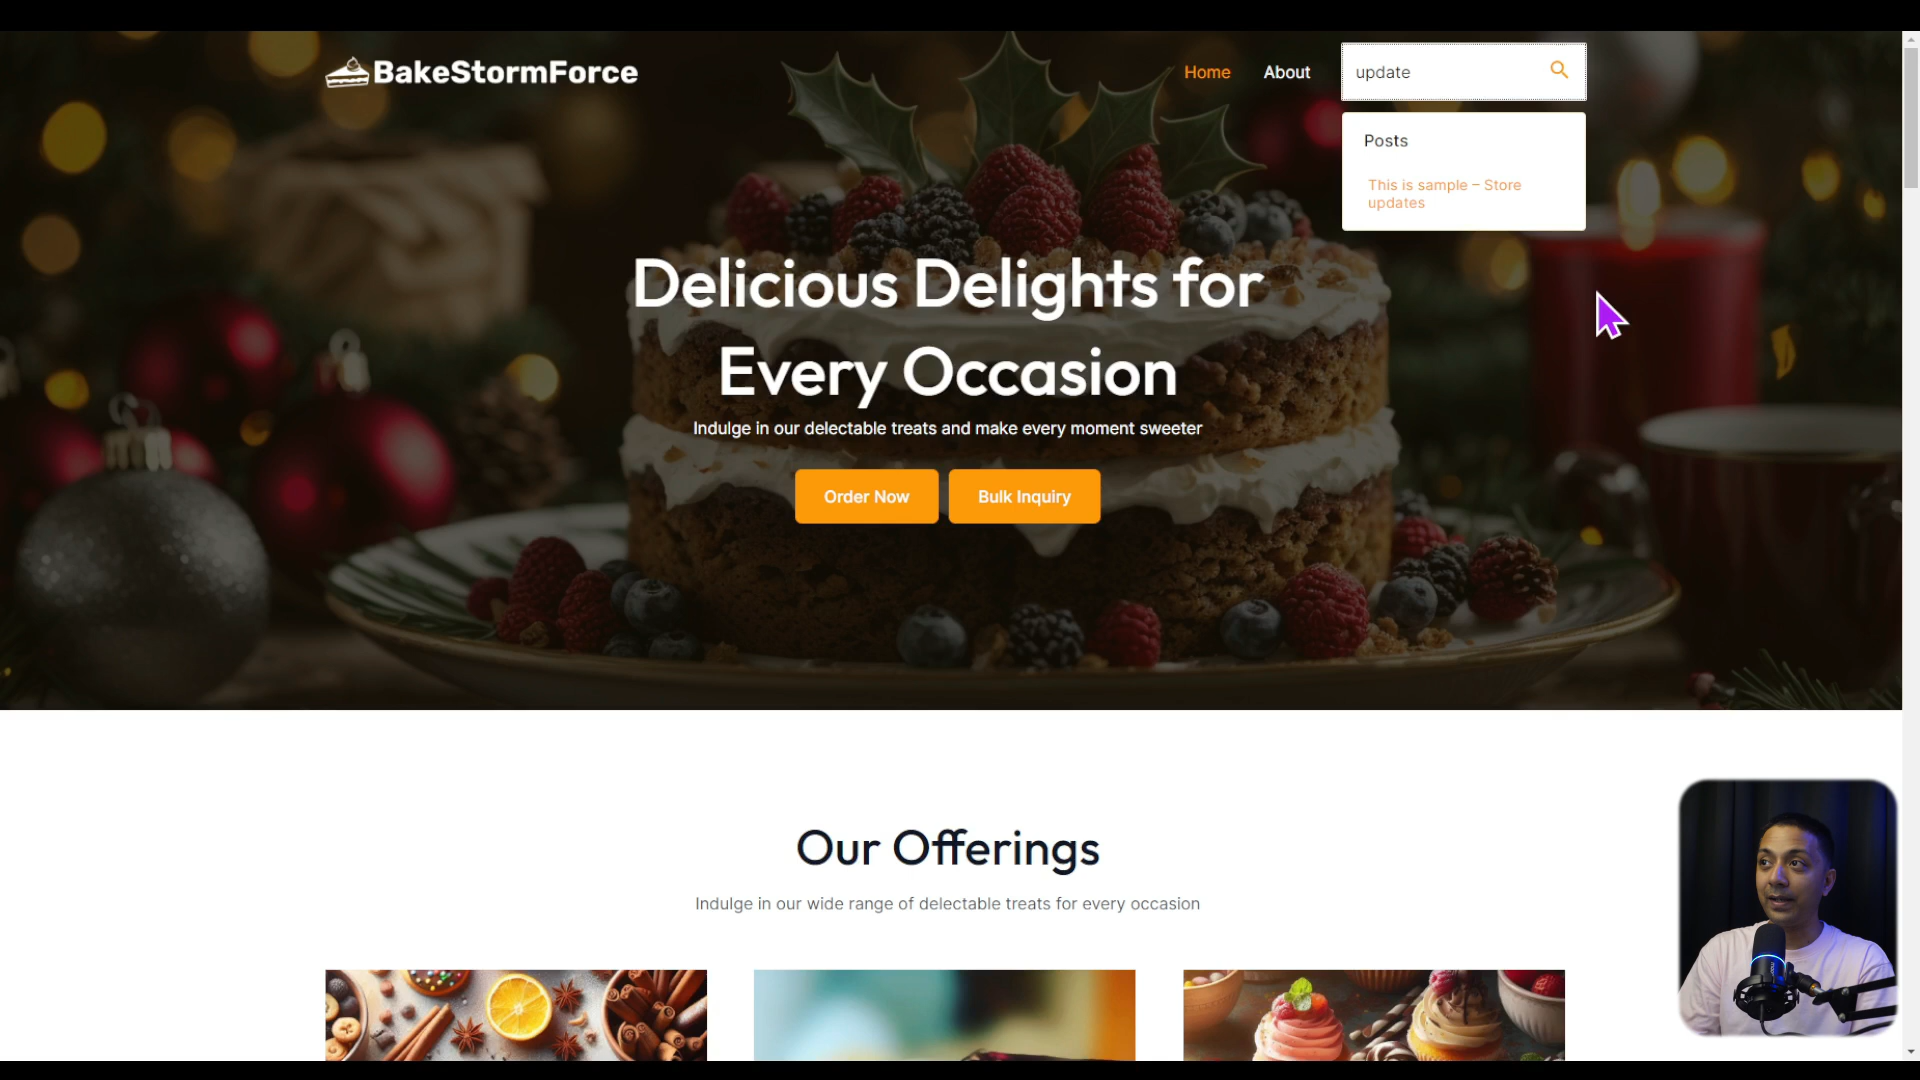 BakeStormForce
Home
About
update
Posts
This is sample – Store
updates
Delicious Delights for
Every Occasion
Indulge in our delectable treats and make every moment sweeter
Order Now
Bulk Inquiry
Our Offerings
Indulge in our wide range of delectable treats for every occasion